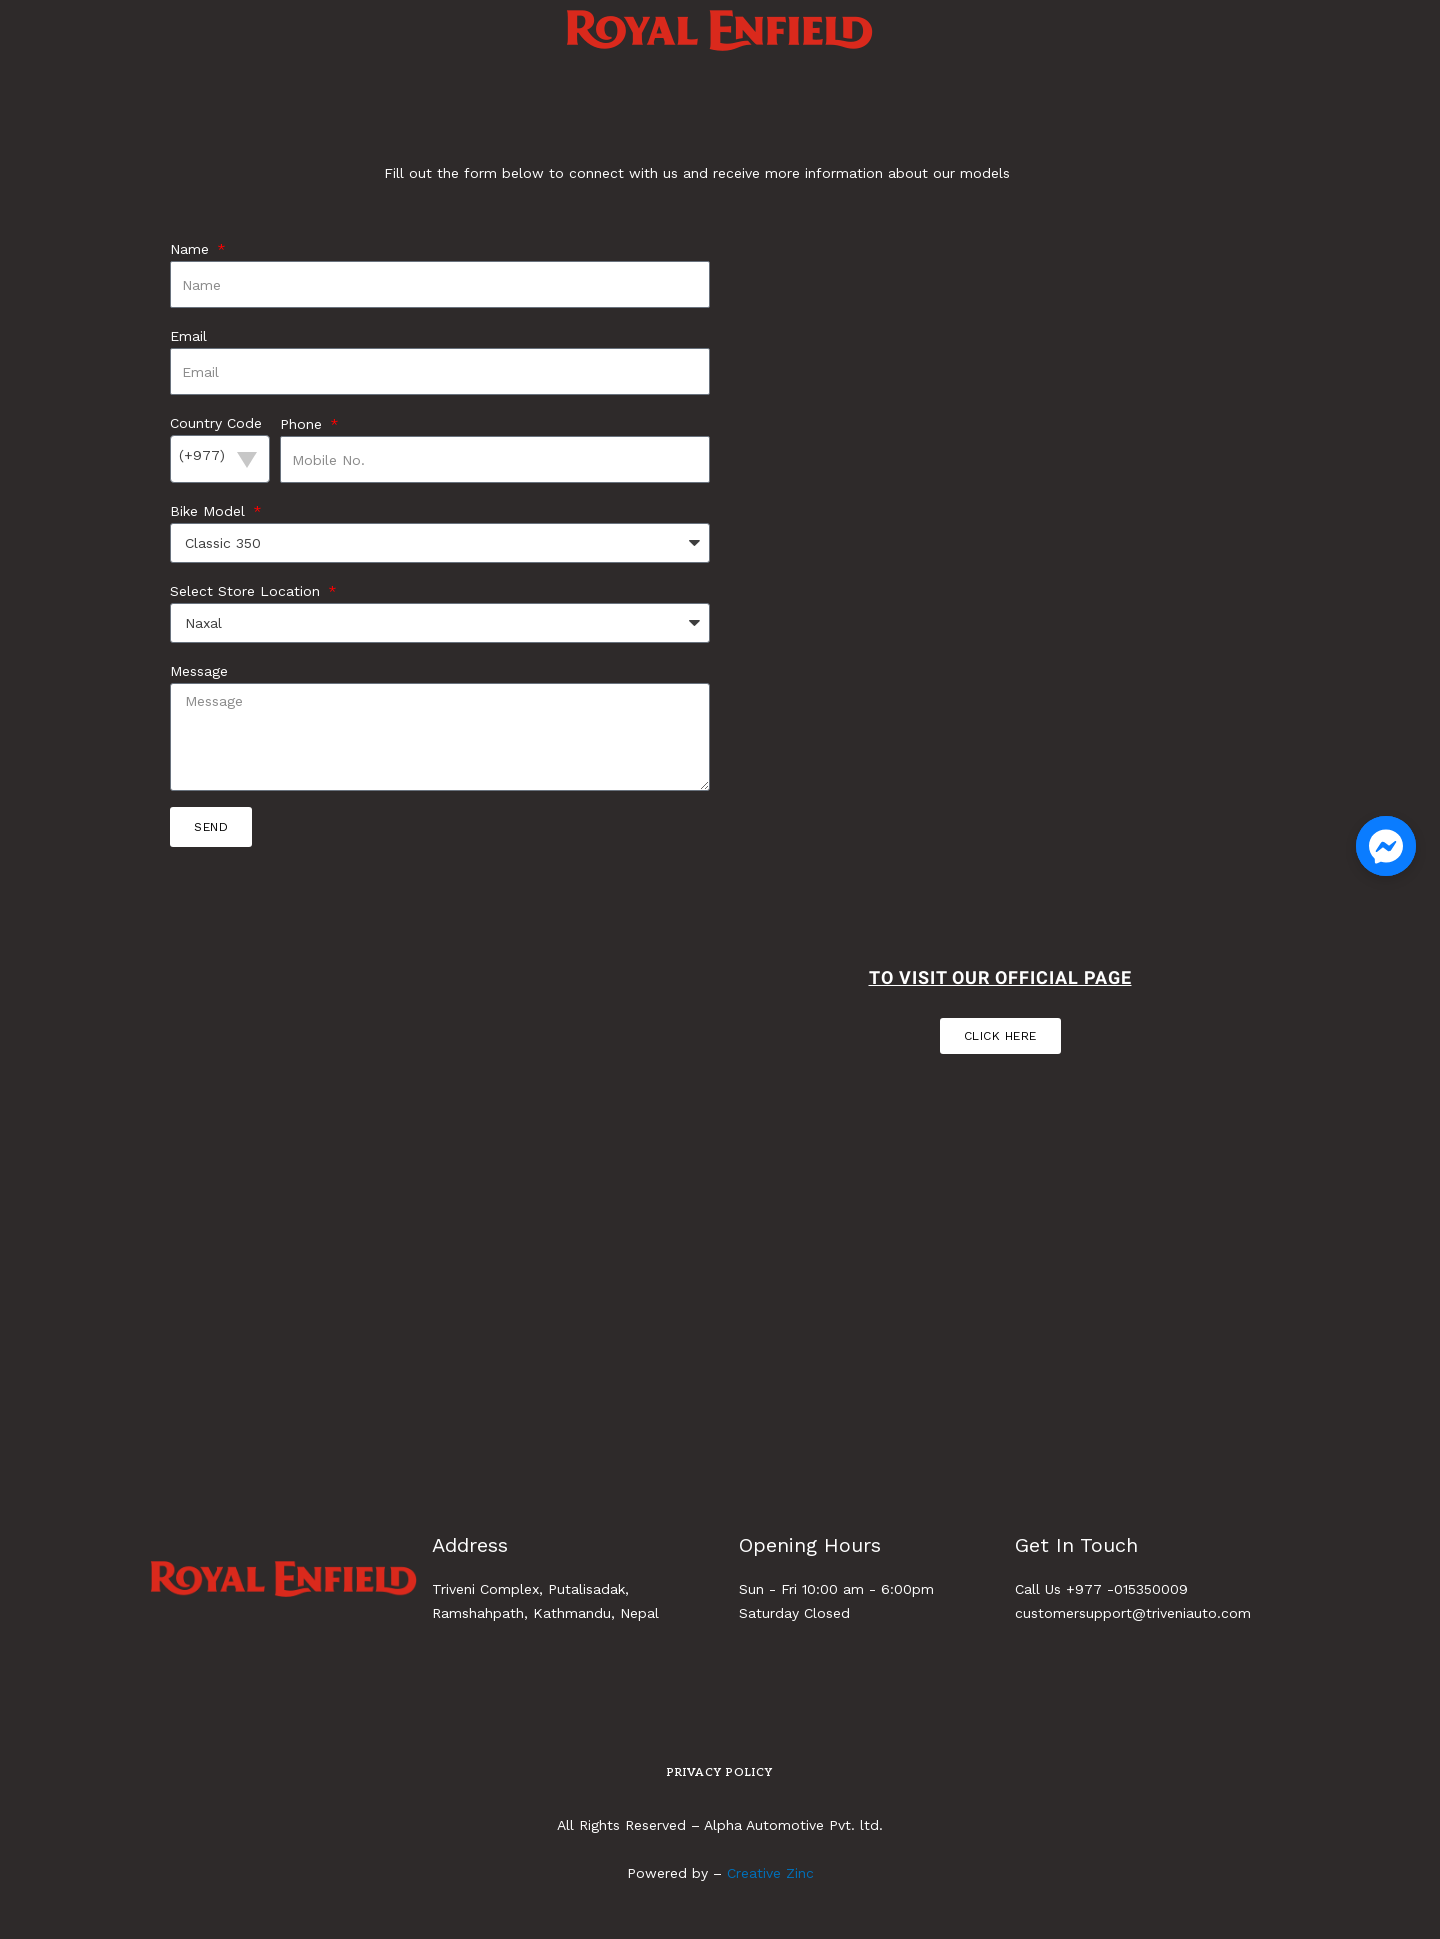 ROYAL ENFIELD
Fill out the form below to connect with us and receive more information about our models
Name *
Name
Email
Email
Country Code
Phone *
(+977)
Mobile No.
Bike Model *
Classic 350
Select Store Location *
Naxal
Message
Message
SEND
TO VISIT OUR OFFICIAL PAGE
CLICK HERE
ROYAL ENFIELD
Address
Triveni Complex, Putalisadak,
Ramshahpath, Kathmandu, Nepal
Opening Hours
Sun - Fri 10:00 am - 6:00pm
Saturday Closed
Get In Touch
Call Us +977 -015350009
customersupport@triveniauto.com
PRIVACY POLICY
All Rights Reserved – Alpha Automotive Pvt. ltd.
Powered by – Creative Zinc